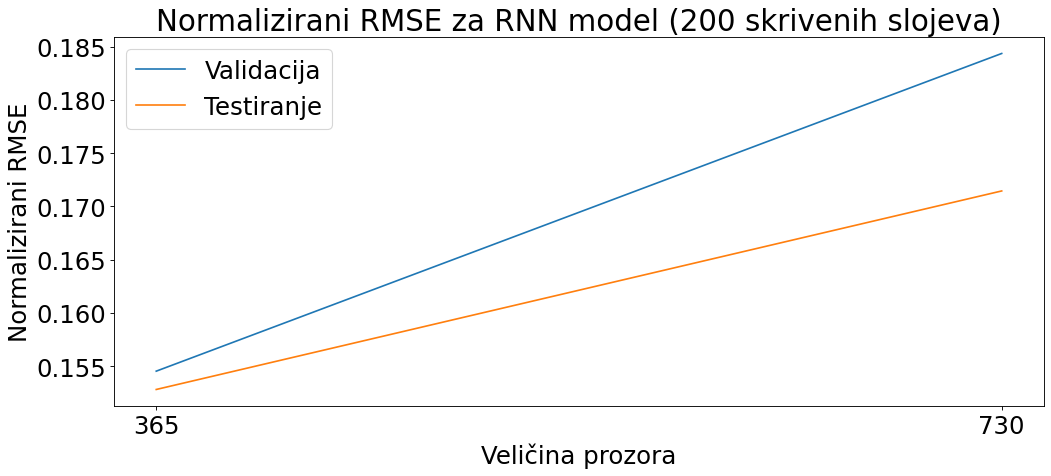 Normalizirani RMSE za RNN model (200 skrivenih slojeva)
Validacija
Testiranje
Normalizirani RMSE
0.185
0.180
0.175
0.170
0.165
0.160
0.155
365
730
Veličina prozora